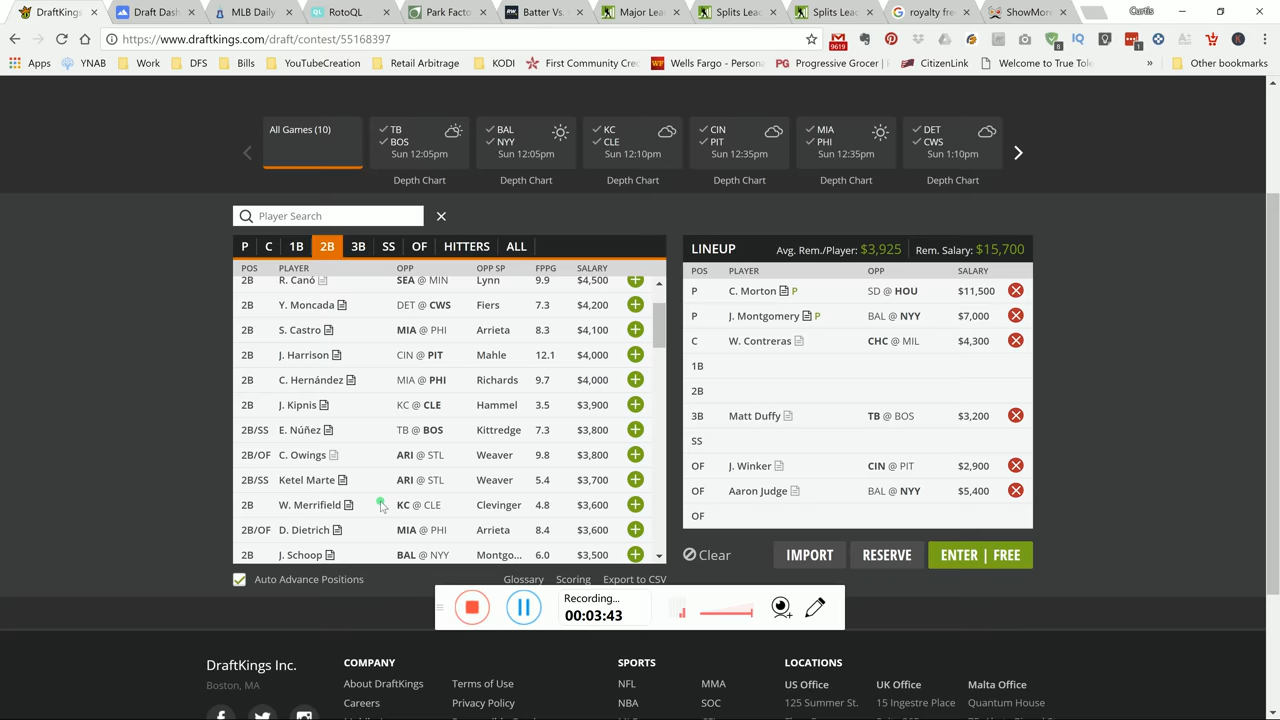 DraftKings
Draft Dash
MLB Daily
RotoQL
Park Facto
Batter Vs.
Major Lea
Splits Lea
Splits Lea
royalty fre
ShowMore
Curtis
https://www.draftkings.com/draft/contest/55168397
9619
Apps
YNAB
Work
DFS
Bills
YouTubeCreation
Retail Arbitrage
KODI
First Community Cre
Wells Fargo - Persona
Progressive Grocer |
CitizenLink
Welcome to True Tole
»
Other bookmarks
All Games (10)
TB
BOS
Sun 12:05pm
BAL
NYY
Sun 12:05pm
KC
CLE
Sun 12:10pm
CIN
PIT
Sun 12:35pm
MIA
PHI
Sun 12:35pm
DET
CWS
Sun 1:10pm
Depth Chart Depth Chart Depth Chart Depth Chart Depth Chart Depth Chart
Player Search
P C 1B 2B 3B SS OF HITTERS ALL
POS PLAYER OPP OPP SP FPPG SALARY
2B R. Canó SEA @ MIN Lynn 9.9 $4,500
2B Y. Moncada DET @ CWS Fiers 7.3 $4,200
2B S. Castro MIA @ PHI Arrieta 8.3 $4,100
2B J. Harrison CIN @ PIT Mahle 12.1 $4,000
2B C. Hernández MIA @ PHI Richards 9.7 $4,000
2B J. Kipnis KC @ CLE Hammel 3.5 $3,900
2B/SS E. Núñez TB @ BOS Kittredge 7.3 $3,800
2B/OF C. Owings ARI @ STL Weaver 9.8 $3,800
2B/SS Ketel Marte ARI @ STL Weaver 5.4 $3,700
2B W. Merrifield KC @ CLE Clevinger 4.8 $3,600
2B/OF D. Dietrich MIA @ PHI Arrieta 8.4 $3,600
2B J. Schoop BAL @ NYY Montgo... 6.0 $3,500
Auto Advance Positions
Glossary Scoring Export to CSV
LINEUP Avg. Rem./Player: $3,925 Rem. Salary: $15,700
POS PLAYER OPP SALARY
P C. Morton P SD @ HOU $11,500
P J. Montgomery P BAL @ NYY $7,000
C W. Contreras CHC @ MIL $4,300
1B
2B
3B Matt Duffy TB @ BOS $3,200
SS
OF J. Winker CIN @ PIT $2,900
OF Aaron Judge BAL @ NYY $5,400
OF
Clear IMPORT RESERVE ENTER | FREE
Recording...
00:03:43
DraftKings Inc.
Boston, MA
COMPANY
About DraftKings Terms of Use
Careers Privacy Policy
SPORTS
NFL MMA
NBA SOC
LOCATIONS
US Office UK Office Malta Office
125 Summer St. 15 Ingestre Place Quantum House